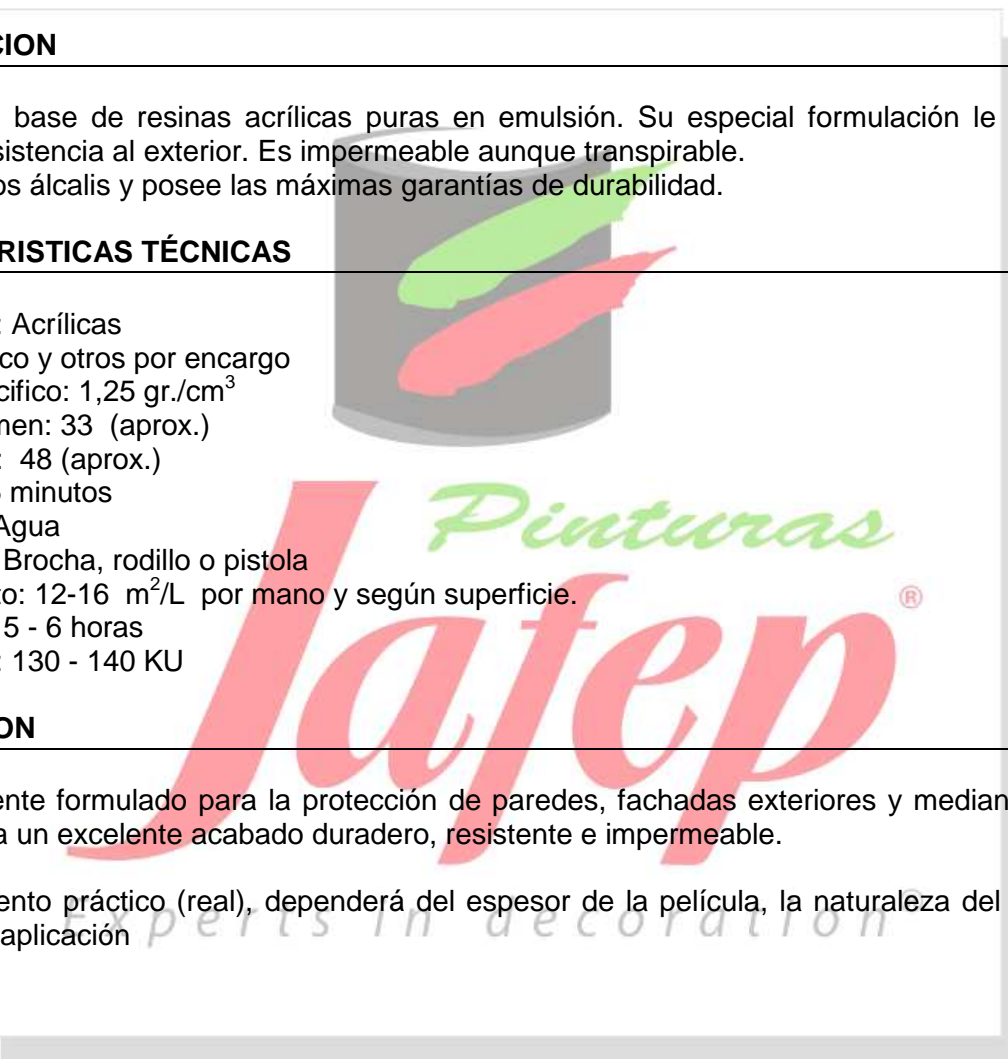 CION
base de resinas acrílicas puras en emulsión. Su especial formulación le
sistencia al exterior. Es impermeable aunque transpirable.
os álcalis y posee las máximas garantías de durabilidad.
RISTICAS TÉCNICAS
: Acrílicas
co y otros por encargo
cifico: 1,25 gr./cm³
men: 33 (aprox.)
: 48 (aprox.)
minutos
Agua
Brocha, rodillo o pistola
to: 12-16 m²/L por mano y según superficie.
5 - 6 horas
: 130 - 140 KU
ON
ente formulado para la protección de paredes, fachadas exteriores y median
a un excelente acabado duradero, resistente e impermeable.
ento práctico (real), dependerá del espesor de la película, la naturaleza del
aplicación
Pinturas
Jafep®
Experts in decoration®